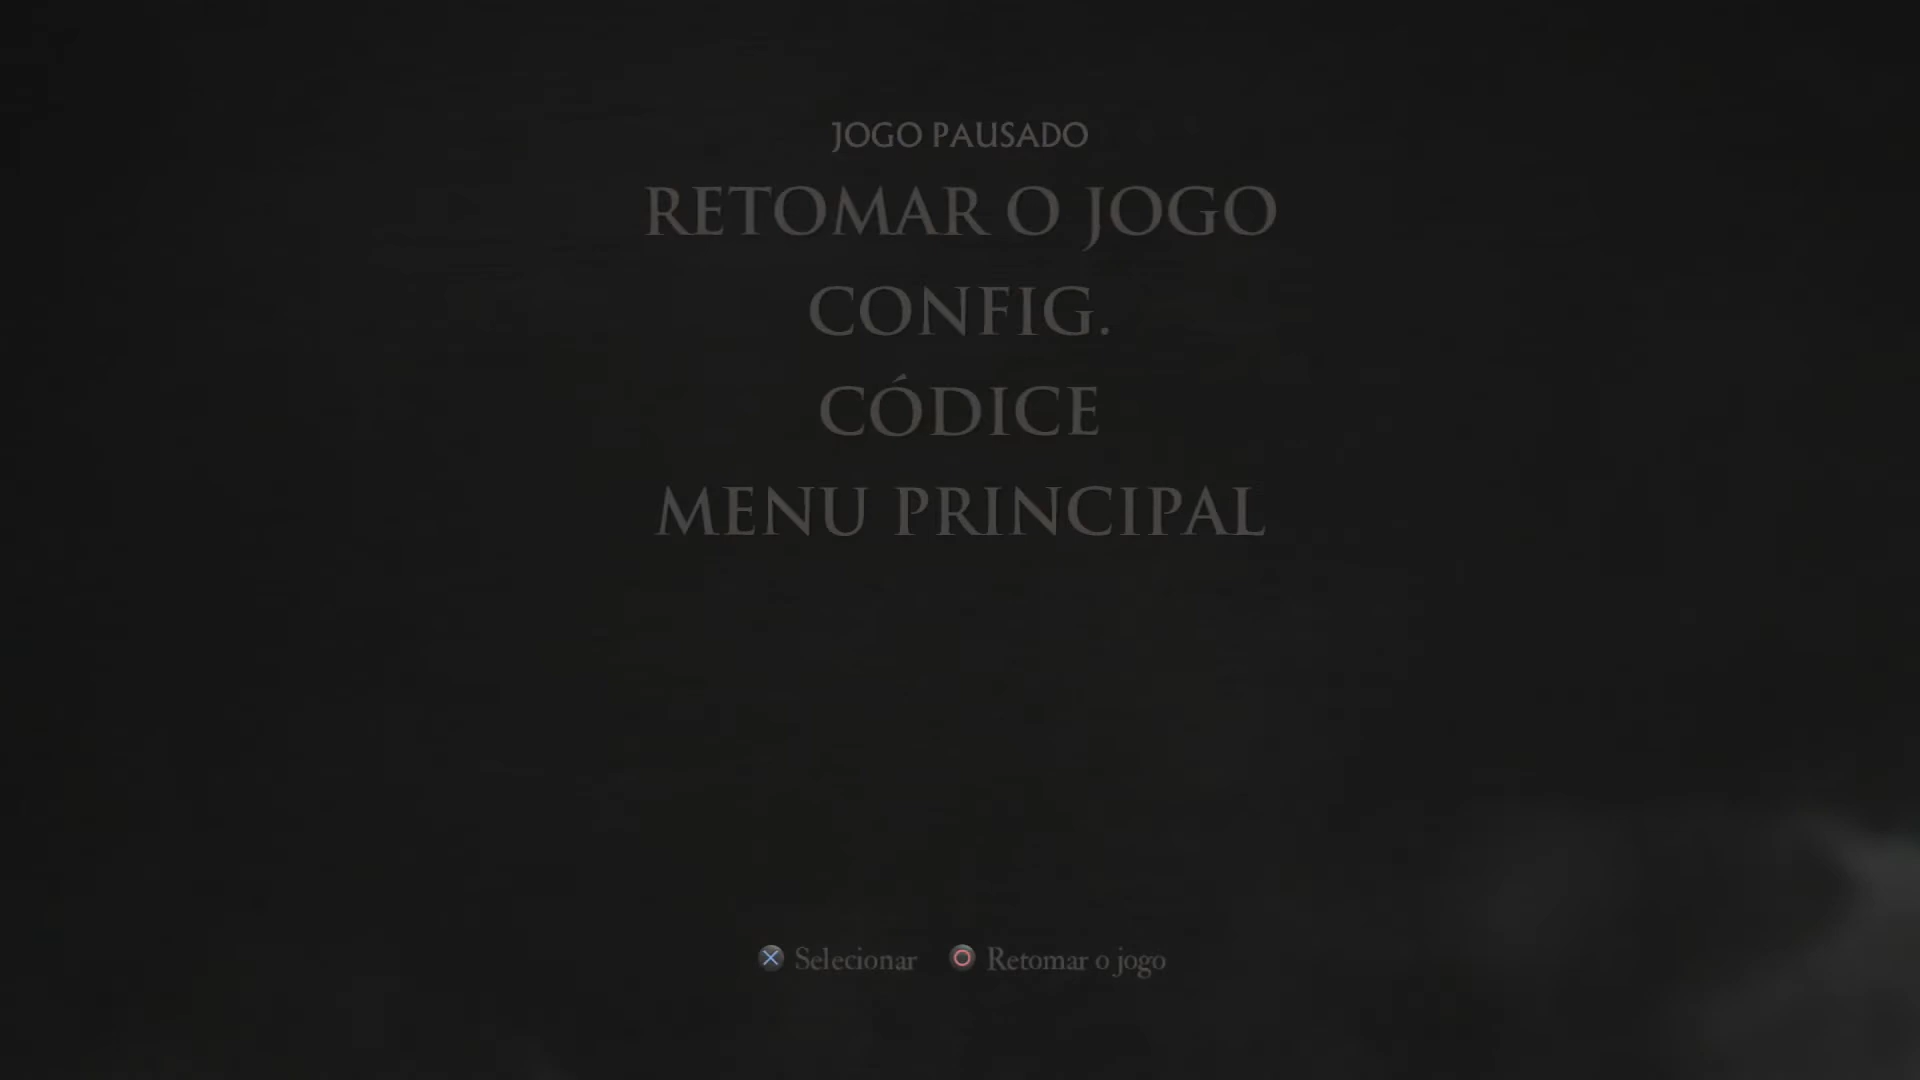 JOGO PAUSADO
RETOMAR O JOGO
CONFIG.
CÓDICE
MENU PRINCIPAL
Selecionar Retomar o jogo